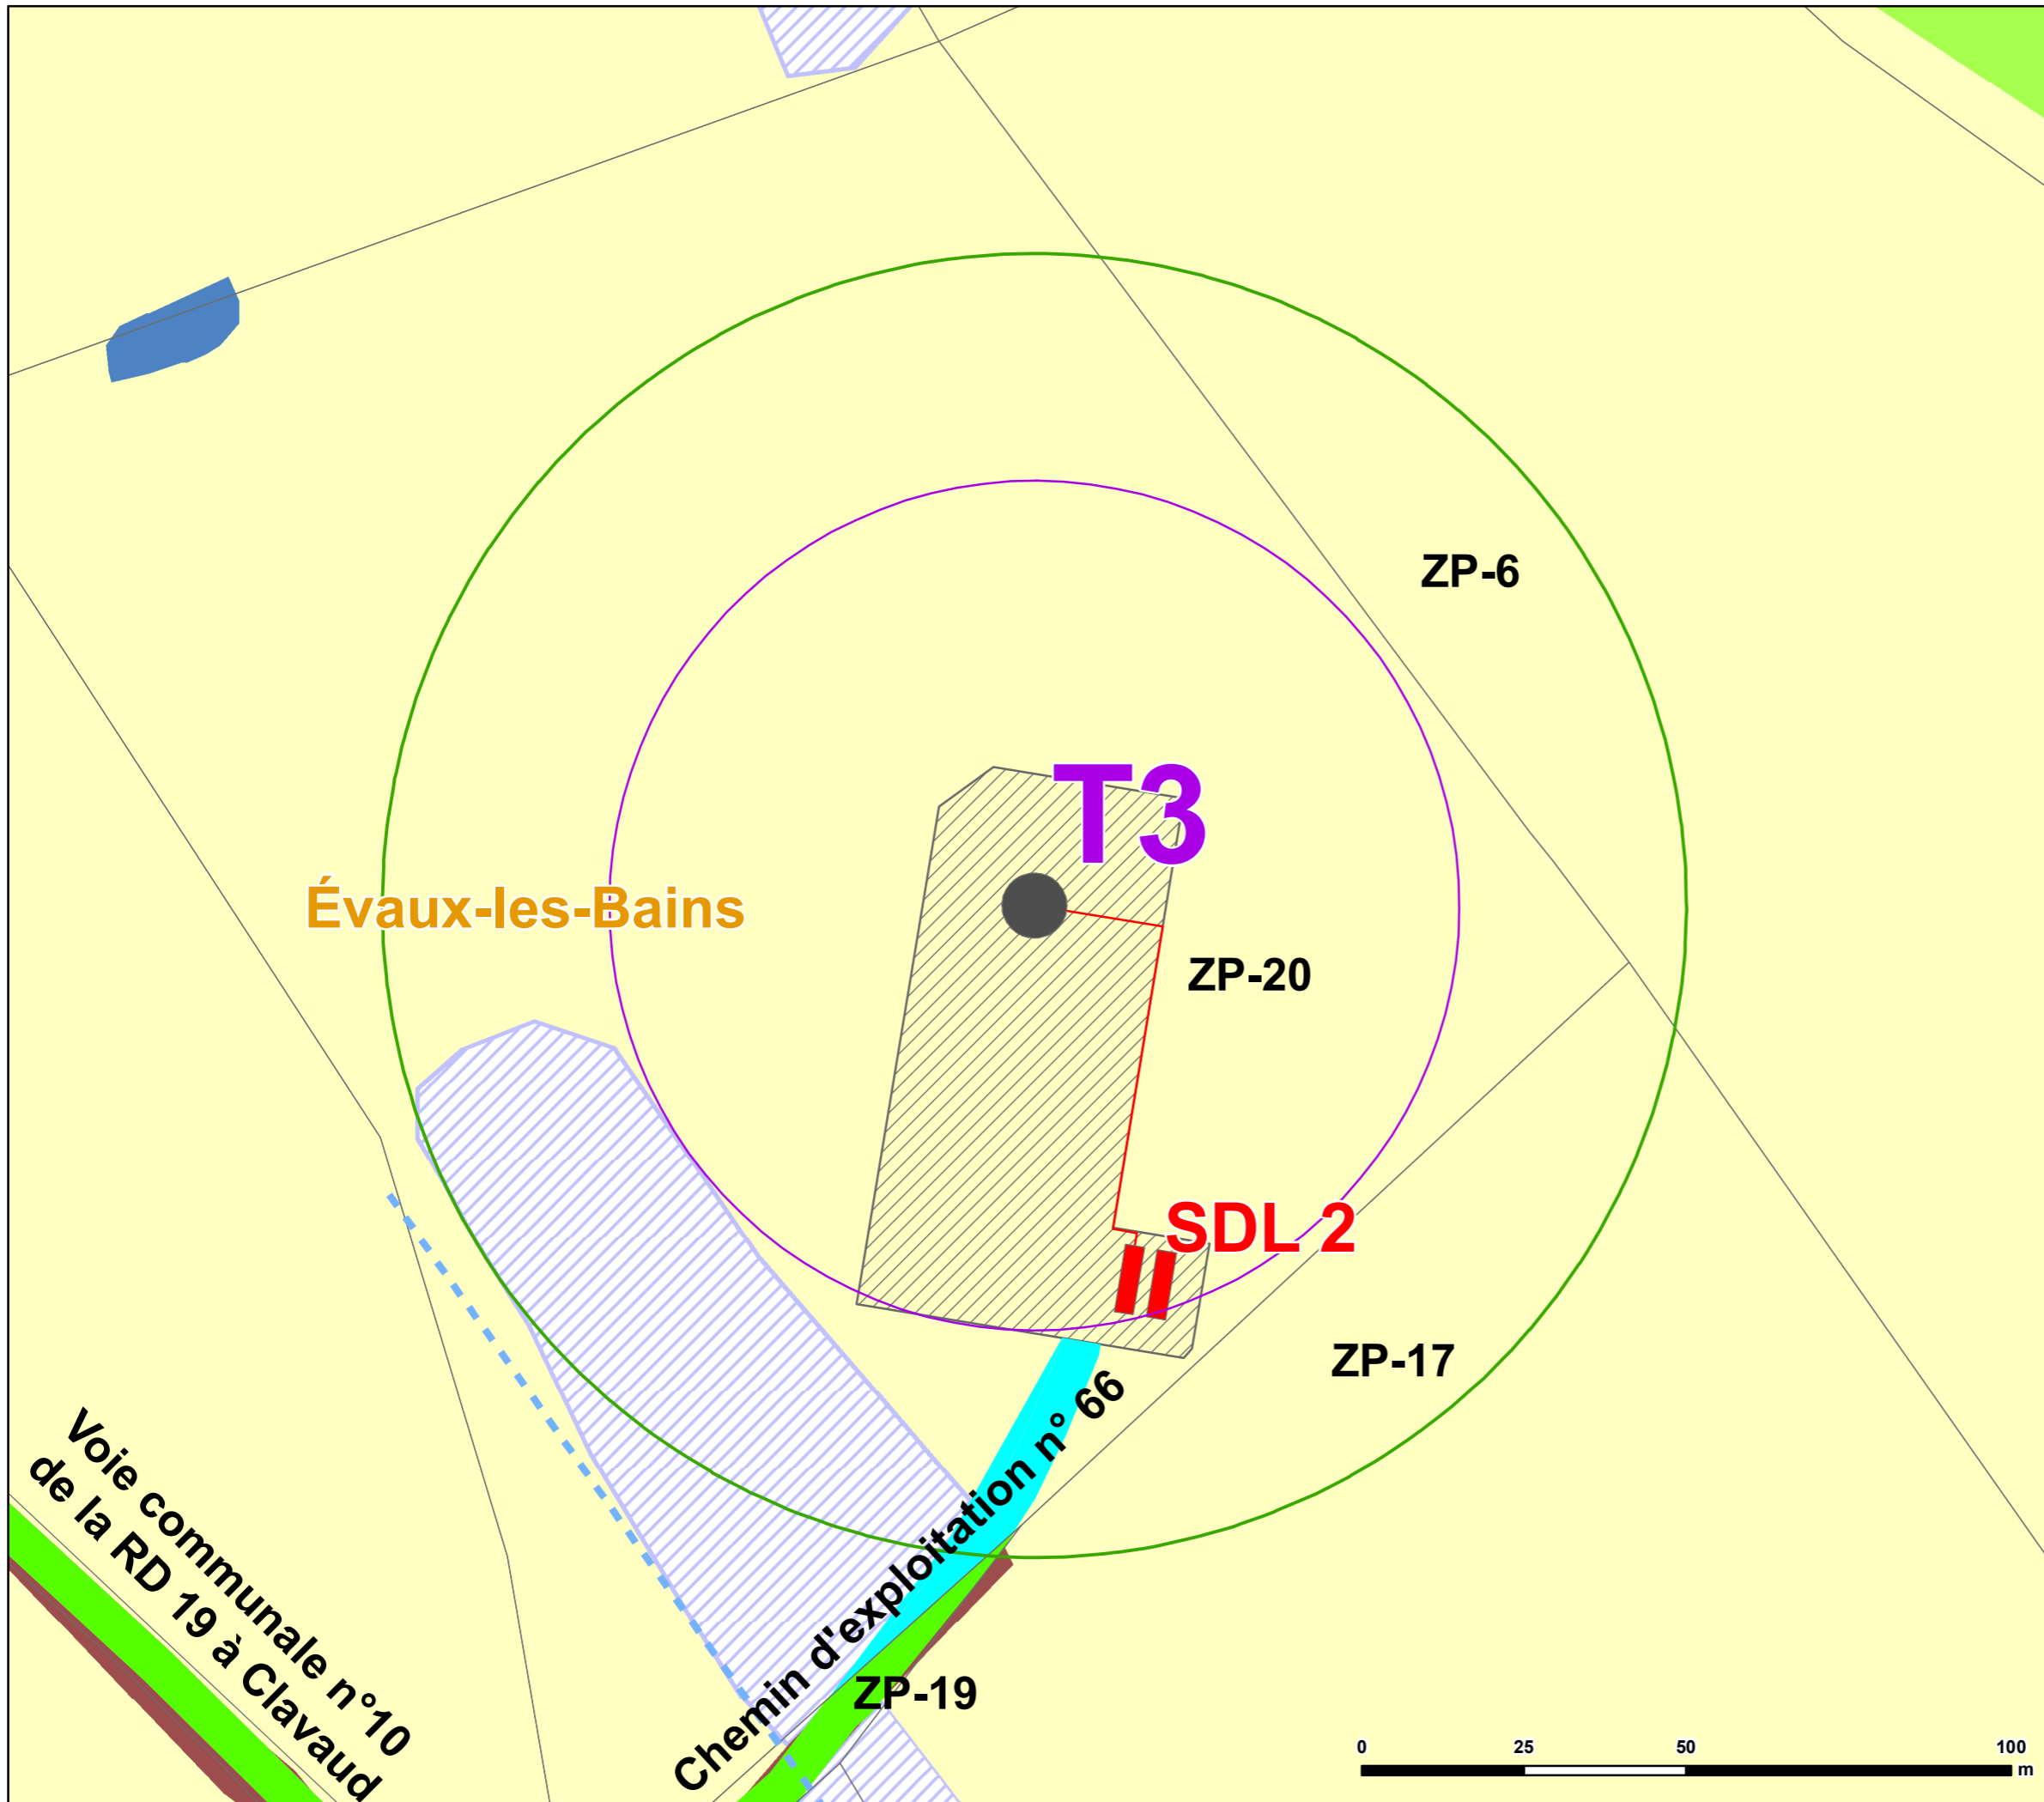 ZP-6
T3
Évaux-les-Bains
ZP-20
SDL 2
ZP-17
Chemin d'exploitation n° 66
Voie communale n°10
de la RD 19 à Clavaud
ZP-19
0 25 50 100
m